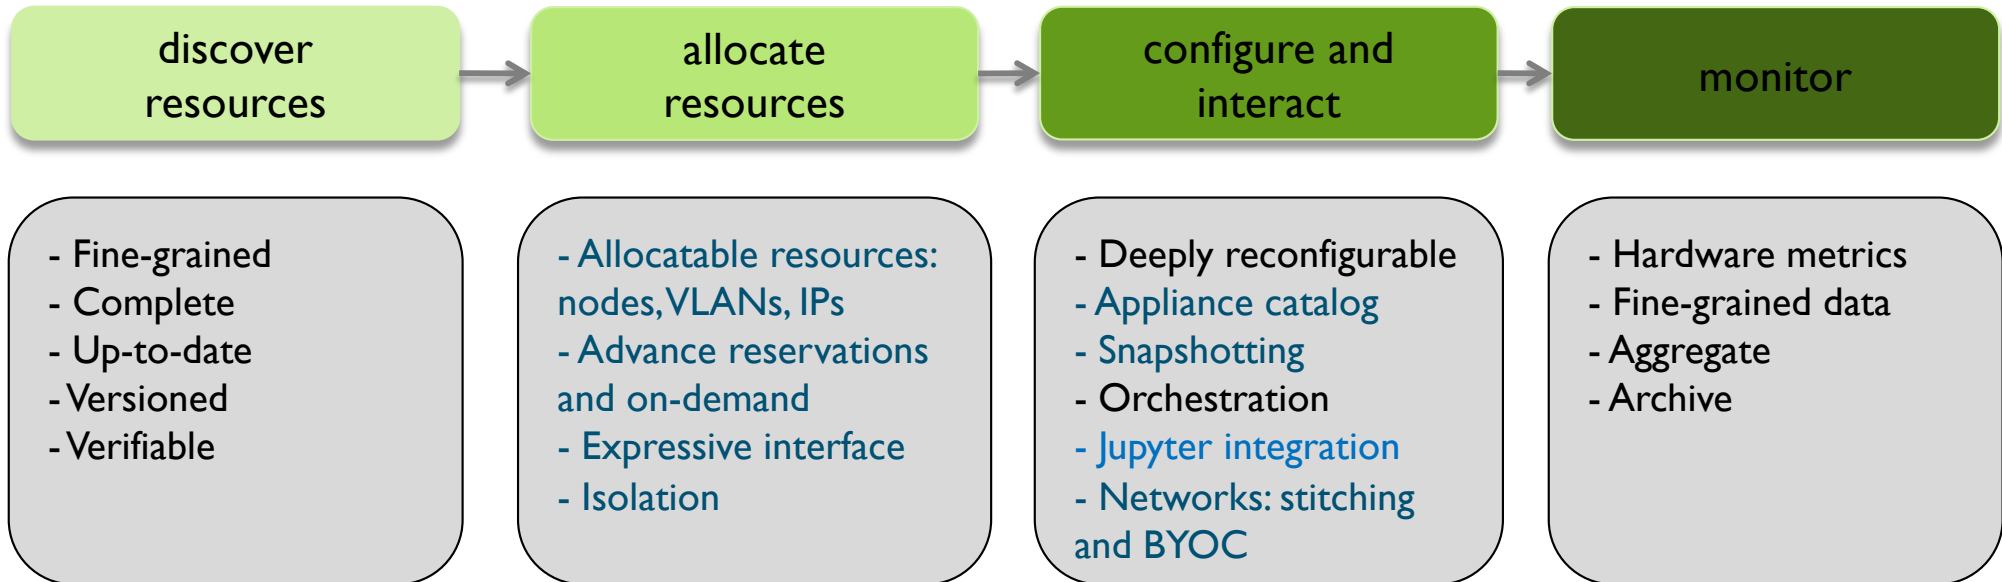 discover
resources
allocate
resources
configure and
interact
monitor
- Fine-grained
- Complete
- Up-to-date
- Versioned
- Verifiable
- Allocatable resources:
nodes, VLANs, IPs
- Advance reservations
and on-demand
- Expressive interface
- Isolation
- Deeply reconfigurable
- Appliance catalog
- Snapshotting
- Orchestration
- Jupyter integration
- Networks: stitching
and BYOC
- Hardware metrics
- Fine-grained data
- Aggregate
- Archive